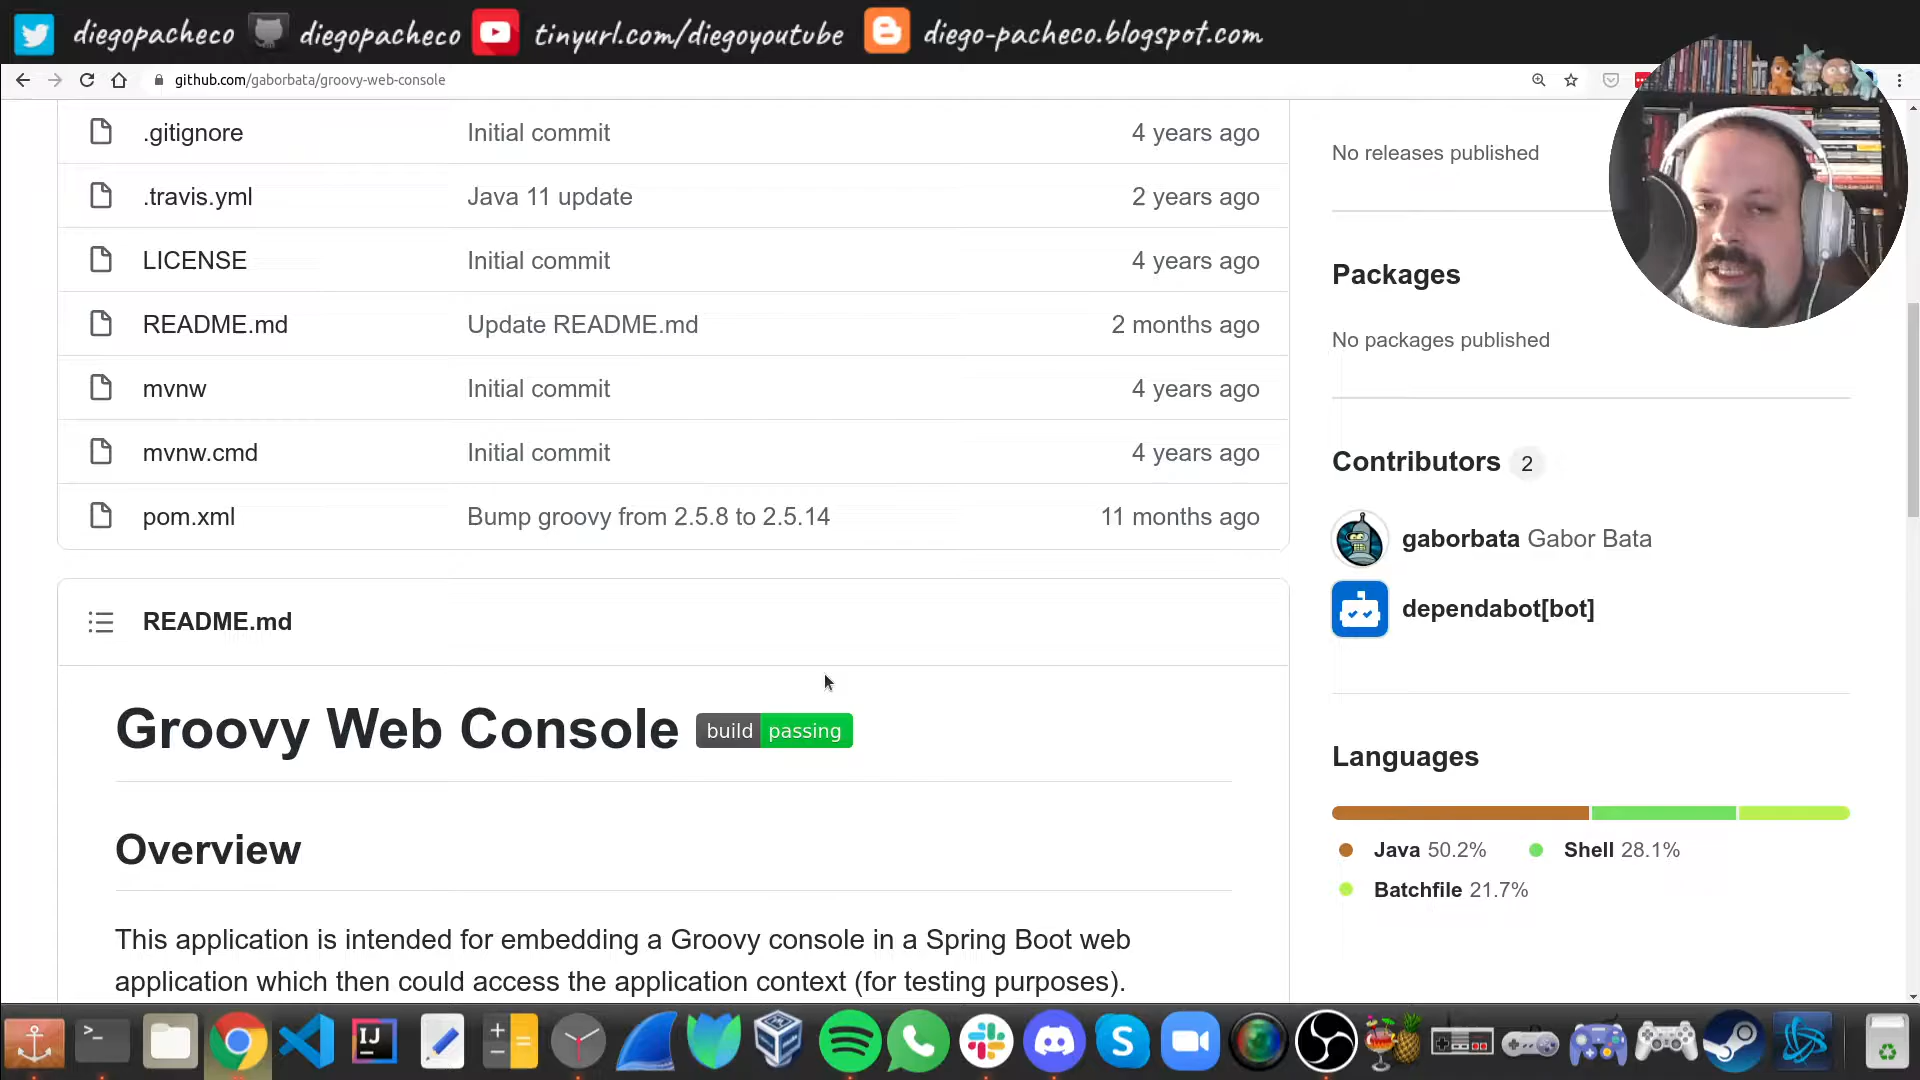 diegopacheco diegopacheco tinyurl.com/diegoyoutube diego-pacheco.blogspot.com
github.com/gaborbata/groovy-web-console
.gitignore Initial commit 4 years ago
.travis.yml Java 11 update 2 years ago
LICENSE Initial commit 4 years ago
README.md Update README.md 2 months ago
mvnw Initial commit 4 years ago
mvnw.cmd Initial commit 4 years ago
pom.xml Bump groovy from 2.5.8 to 2.5.14 11 months ago
README.md
Groovy Web Console build passing
Overview
This application is intended for embedding a Groovy console in a Spring Boot web
application which then could access the application context (for testing purposes).
No releases published
Packages
No packages published
Contributors 2
gaborbata Gabor Bata
dependabot[bot]
Languages
Java 50.2% Shell 28.1%
Batchfile 21.7%
IJ